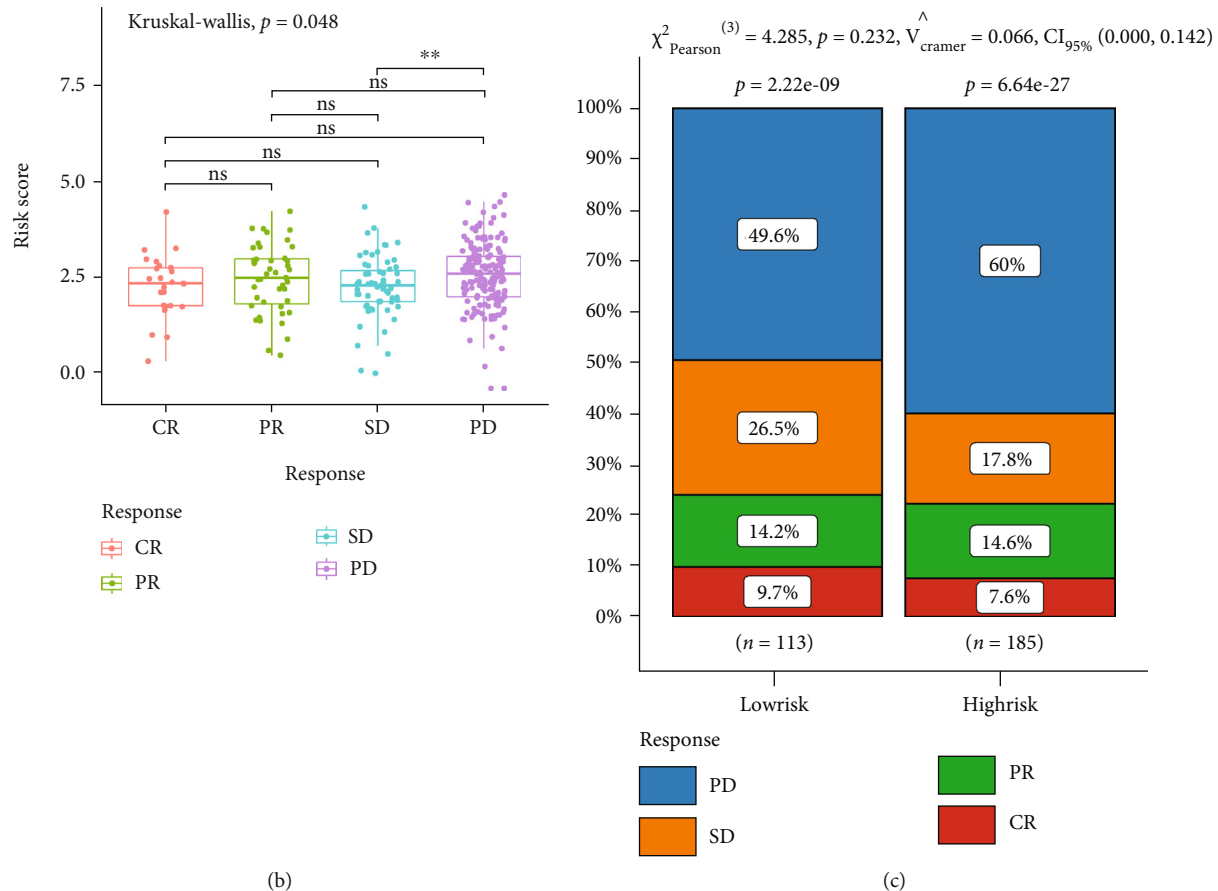 Kruskal-wallis, p = 0.048
**
ns
ns
ns
ns
ns
7.5
5.0
2.5
0.0
Risk score
CR PR SD PD
Response
Response
CR
PR
SD
PD
(b)
χ²Pearson (3) = 4.285, p = 0.232, V̂cramer = 0.066, CI95% (0.000, 0.142)
p = 2.22e-09 p = 6.64e-27
100%
90%
80%
70%
60%
50%
40%
30%
20%
10%
0%
49.6%
26.5%
14.2%
9.7%
60%
17.8%
14.6%
7.6%
(n = 113) (n = 185)
Lowrisk Highrisk
Response
PD
SD
PR
CR
(c)